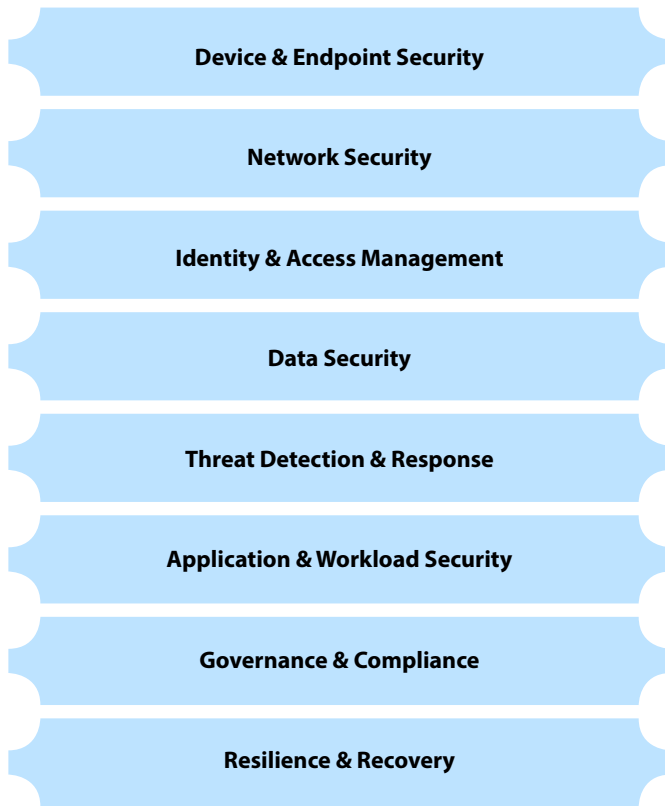 Device & Endpoint Security
Network Security
Identity & Access Management
Data Security
Threat Detection & Response
Application & Workload Security
Governance & Compliance
Resilience & Recovery